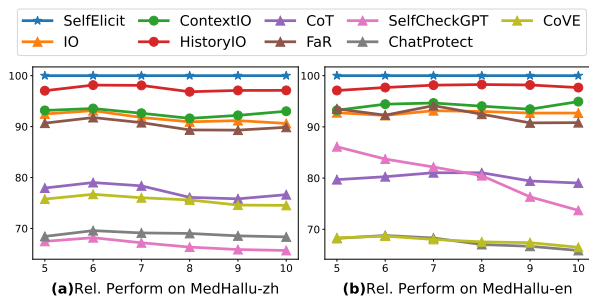 SelfElicit ContextIO CoT SelfCheckGPT CoVE
IO HistoryIO FaR ChatProtect
100
90
80
70
5 6 7 8 9 10
(a)Rel. Perform on MedHallu-zh
100
90
80
70
5 6 7 8 9 10
(b)Rel. Perform on MedHallu-en